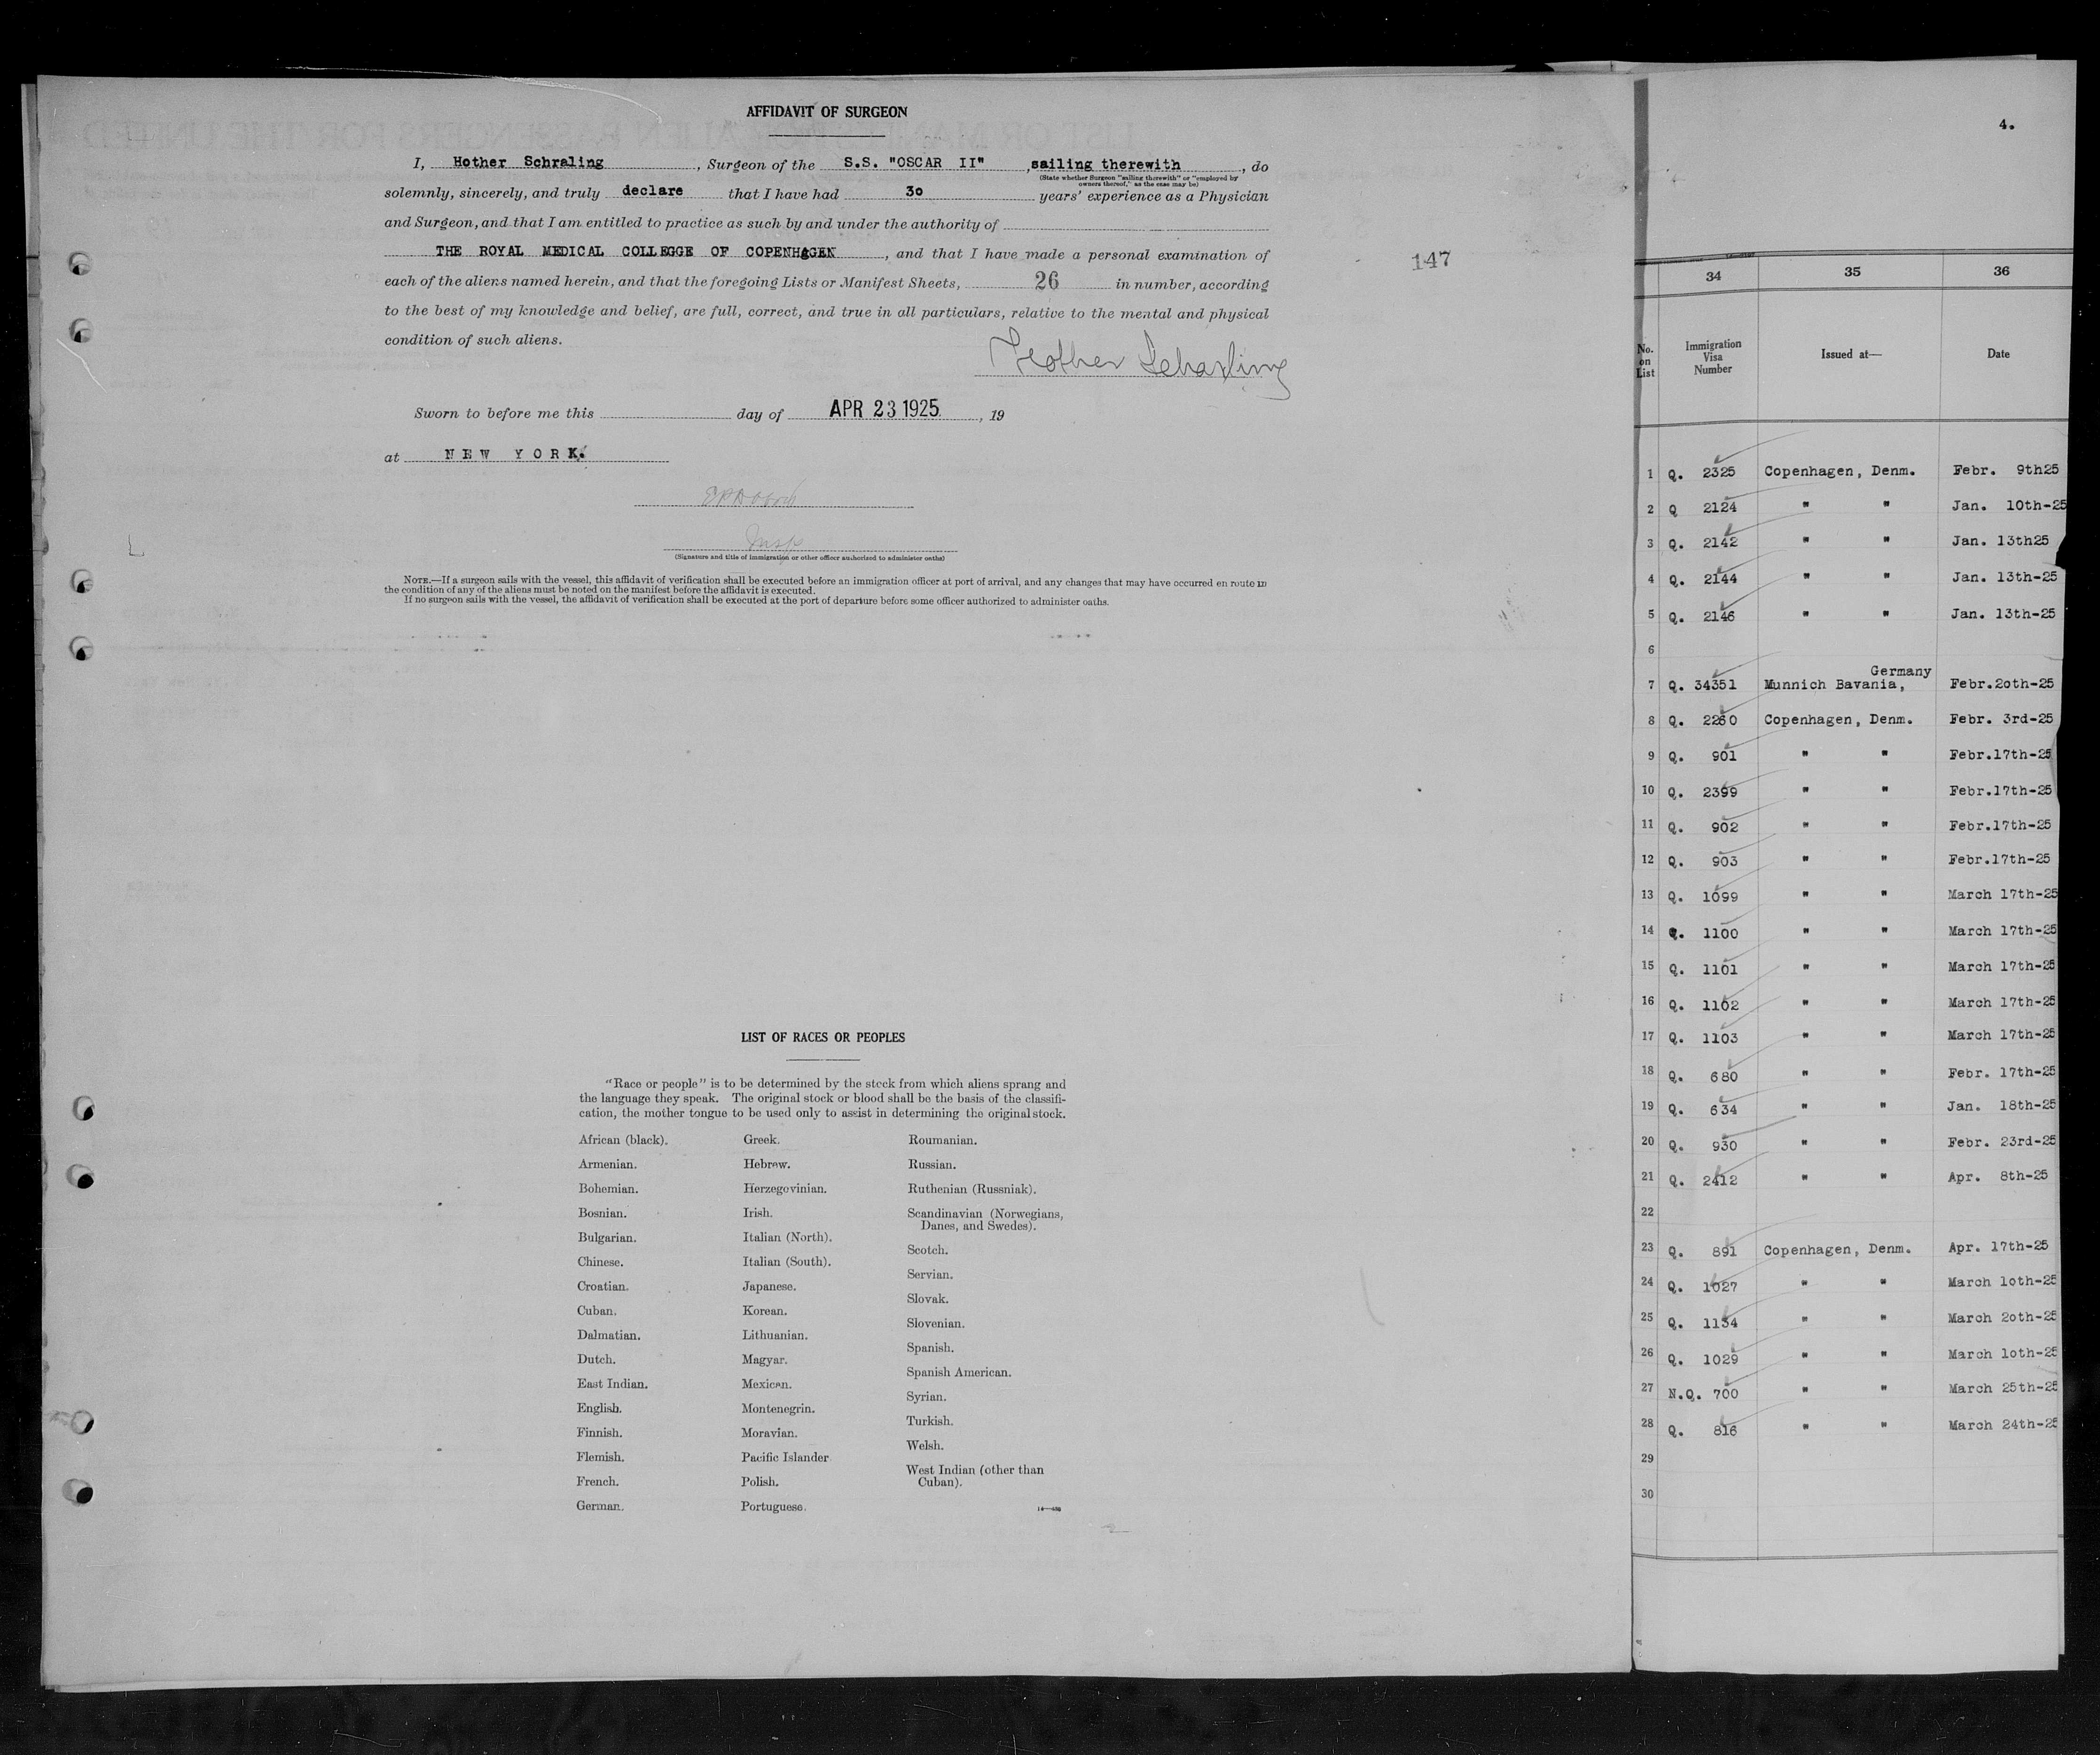 AFFIDAVIT OF SURGEON
I, Hother Schraling, Surgeon of the S.S. "OSCAR II", sailing therewith, do
(State whether Surgeon "sailing therewith" or "employed by
owners thereof," as the case may be)
solemnly, sincerely, and truly declare that I have had 30 years' experience as a Physician
and Surgeon, and that I am entitled to practice as such by and under the authority of
THE ROYAL MEDICAL COLLEGGE OF COPENHAGEN, and that I have made a personal examination of
each of the aliens named herein, and that the foregoing Lists or Manifest Sheets, 26 in number, according
to the best of my knowledge and belief, are full, correct, and true in all particulars, relative to the mental and physical
condition of such aliens.
Hother Scharling
Sworn to before me this day of APR 23 1925, 19
at NEW YORK.
Insp
(Signature and title of immigration or other officer authorized to administer oaths)
NOTE.—If a surgeon sails with the vessel, this affidavit of verification shall be executed before an immigration officer at port of arrival, and any changes that may have occurred en route in
the condition of any of the aliens must be noted on the manifest before the affidavit is executed.
If no surgeon sails with the vessel, the affidavit of verification shall be executed at the port of departure before some officer authorized to administer oaths.
147
LIST OF RACES OR PEOPLES
"Race or people" is to be determined by the stock from which aliens sprang and
the language they speak. The original stock or blood shall be the basis of the classifi-
cation, the mother tongue to be used only to assist in determining the original stock.
African (black).
Armenian.
Bohemian.
Bosnian.
Bulgarian.
Chinese.
Croatian.
Cuban.
Dalmatian.
Dutch.
East Indian.
English.
Finnish.
Flemish.
French.
German.
Greek.
Hebrew.
Herzegovinian.
Irish.
Italian (North).
Italian (South).
Japanese.
Korean.
Lithuanian.
Magyar.
Mexican.
Montenegrin.
Moravian.
Pacific Islander
Polish.
Portuguese.
Roumanian.
Russian.
Ruthenian (Russniak).
Scandinavian (Norwegians,
Danes, and Swedes).
Scotch.
Servian.
Slovak.
Slovenian.
Spanish.
Spanish American.
Syrian.
Turkish.
Welsh.
West Indian (other than
Cuban).
4.
34 35 36
No. on List Immigration Visa Number Issued at— Date
1 Q. 2325 Copenhagen, Denm. Febr. 9th25
2 Q 2124 " " Jan. 10th-25
3 Q. 2142 " " Jan. 13th25
4 Q. 2144 " " Jan. 13th-25
5 Q. 2146 " " Jan. 13th-25
6
Germany
7 Q. 34351 Munnich Bavania, Febr.2oth-25
8 Q. 2260 Copenhagen, Denm. Febr. 3rd-25
9 Q. 901 " " Febr.17th-25
10 Q. 2399 " " Febr.17th-25
11 Q. 902 " " Febr.17th-25
12 Q. 903 " " Febr.17th-25
13 Q. 1099 " " March 17th-25
14 Q. 1100 " " March 17th-25
15 Q. 1101 " " March 17th-25
16 Q. 1102 " " March 17th-25
17 Q. 1103 " " March 17th-25
18 Q. 680 " " Febr. 17th-25
19 Q. 634 " " Jan. 18th-25
20 Q. 930 " " Febr. 23rd-25
21 Q. 2412 " " Apr. 8th-25
22
23 Q. 891 Copenhagen, Denm. Apr. 17th-25
24 Q. 1027 " " March 1oth-25
25 Q. 1134 " " March 2oth-25
26 Q. 1029 " " March 1oth-25
27 N.Q. 700 " " March 25th-25
28 Q. 816 " " March 24th-25
29
30